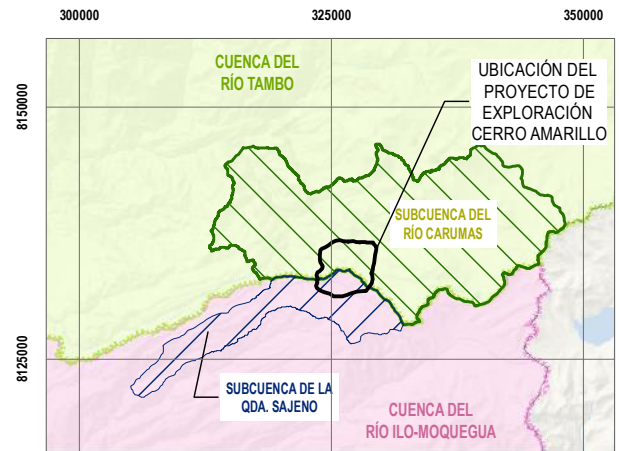 300000
325000
350000
8150000
8125000
CUENCA DEL
RÍO TAMBO
UBICACIÓN DEL
PROYECTO DE
EXPLORACIÓN
CERRO AMARILLO
SUBCUENCA DEL
RÍO CARUMAS
SUBCUENCA DE LA
QDA. SAJENO
CUENCA DEL
RÍO ILO-MOQUEGUA